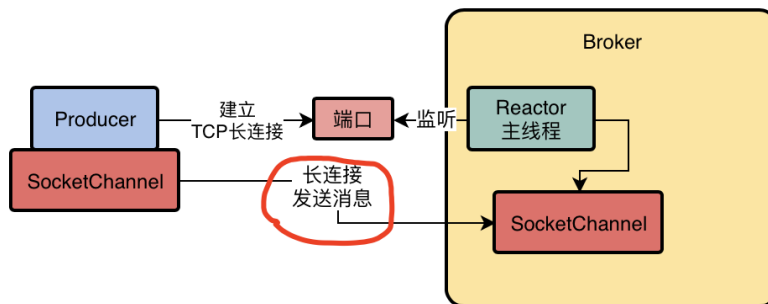 Broker
Producer
建立
TCP长连接
端口
监听
Reactor
主线程
SocketChannel
长连接
发送消息
SocketChannel